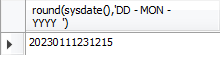 round(sysdate(),'DD - MON -
YYYY ')
20230111231215